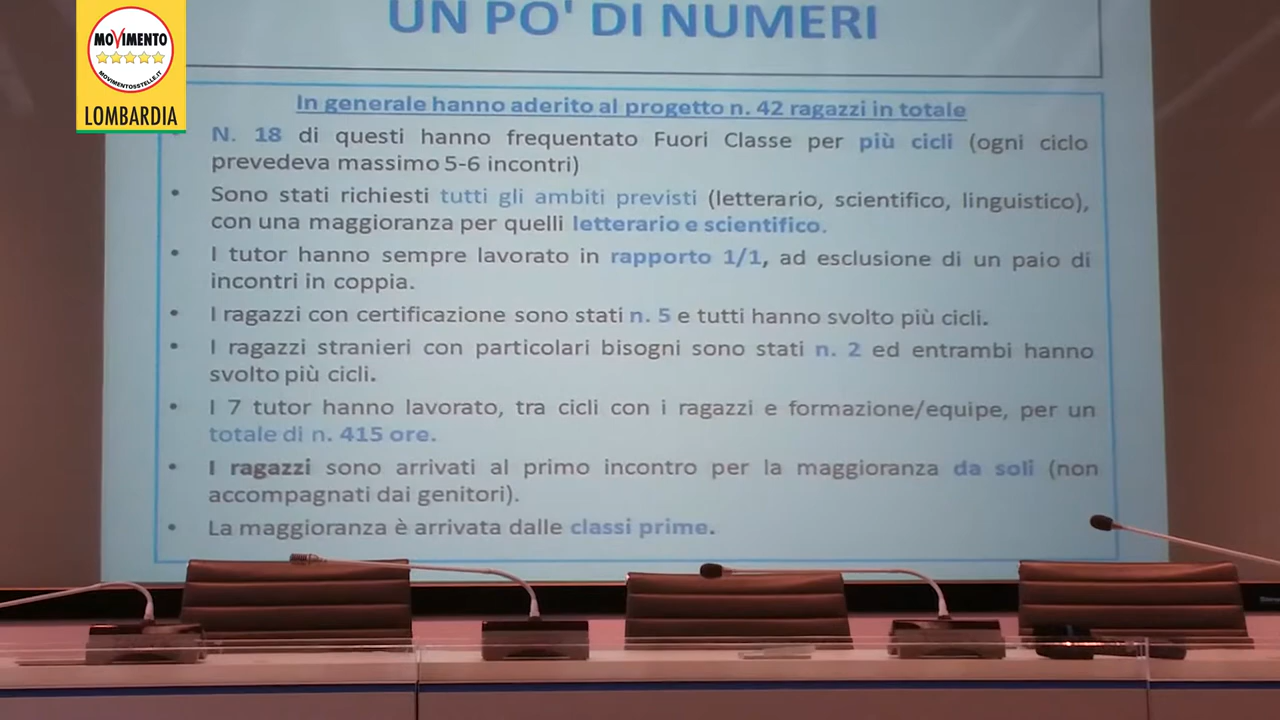 MOVIMENTO
MOVIMENTO5STELLE.IT
LOMBARDIA
UN PO' DI NUMERI
In generale hanno aderito al progetto n. 42 ragazzi in totale
N. 18 di questi hanno frequentato Fuori Classe per più cicli (ogni ciclo
prevedeva massimo 5-6 incontri)
• Sono stati richiesti tutti gli ambiti previsti (letterario, scientifico, linguistico),
con una maggioranza per quelli letterario e scientifico.
• I tutor hanno sempre lavorato in rapporto 1/1, ad esclusione di un paio di
incontri in coppia.
• I ragazzi con certificazione sono stati n. 5 e tutti hanno svolto più cicli.
• I ragazzi stranieri con particolari bisogni sono stati n. 2 ed entrambi hanno
svolto più cicli.
• I 7 tutor hanno lavorato, tra cicli con i ragazzi e formazione/equipe, per un
totale di n. 415 ore.
• I ragazzi sono arrivati al primo incontro per la maggioranza da soli (non
accompagnati dai genitori).
• La maggioranza è arrivata dalle classi prime.